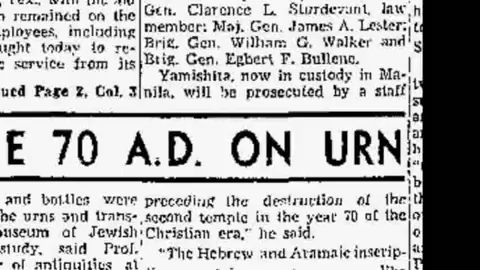 remained on the
ployees, including
ught today to re-
service from its
ued Page 2, Col. 3
Gen. Clarence L. Sturdevant, law
member: Maj. Gen. James A. Lester;
Brig. Gen. William G. Walker and
Brig. Gen. Egbert F. Bullene.
Yamishita, now in custody in Ma-
nila, will be prosecuted by a staff
E 70 A.D. ON URN
and bottles were
he urns and trans-
useum of Jewish
study, said Prof.
of antiquities at
preceding the destruction of the
second temple in the year 70 of the
Christian era," he said.
"The Hebrew and Aramaic inscrip-